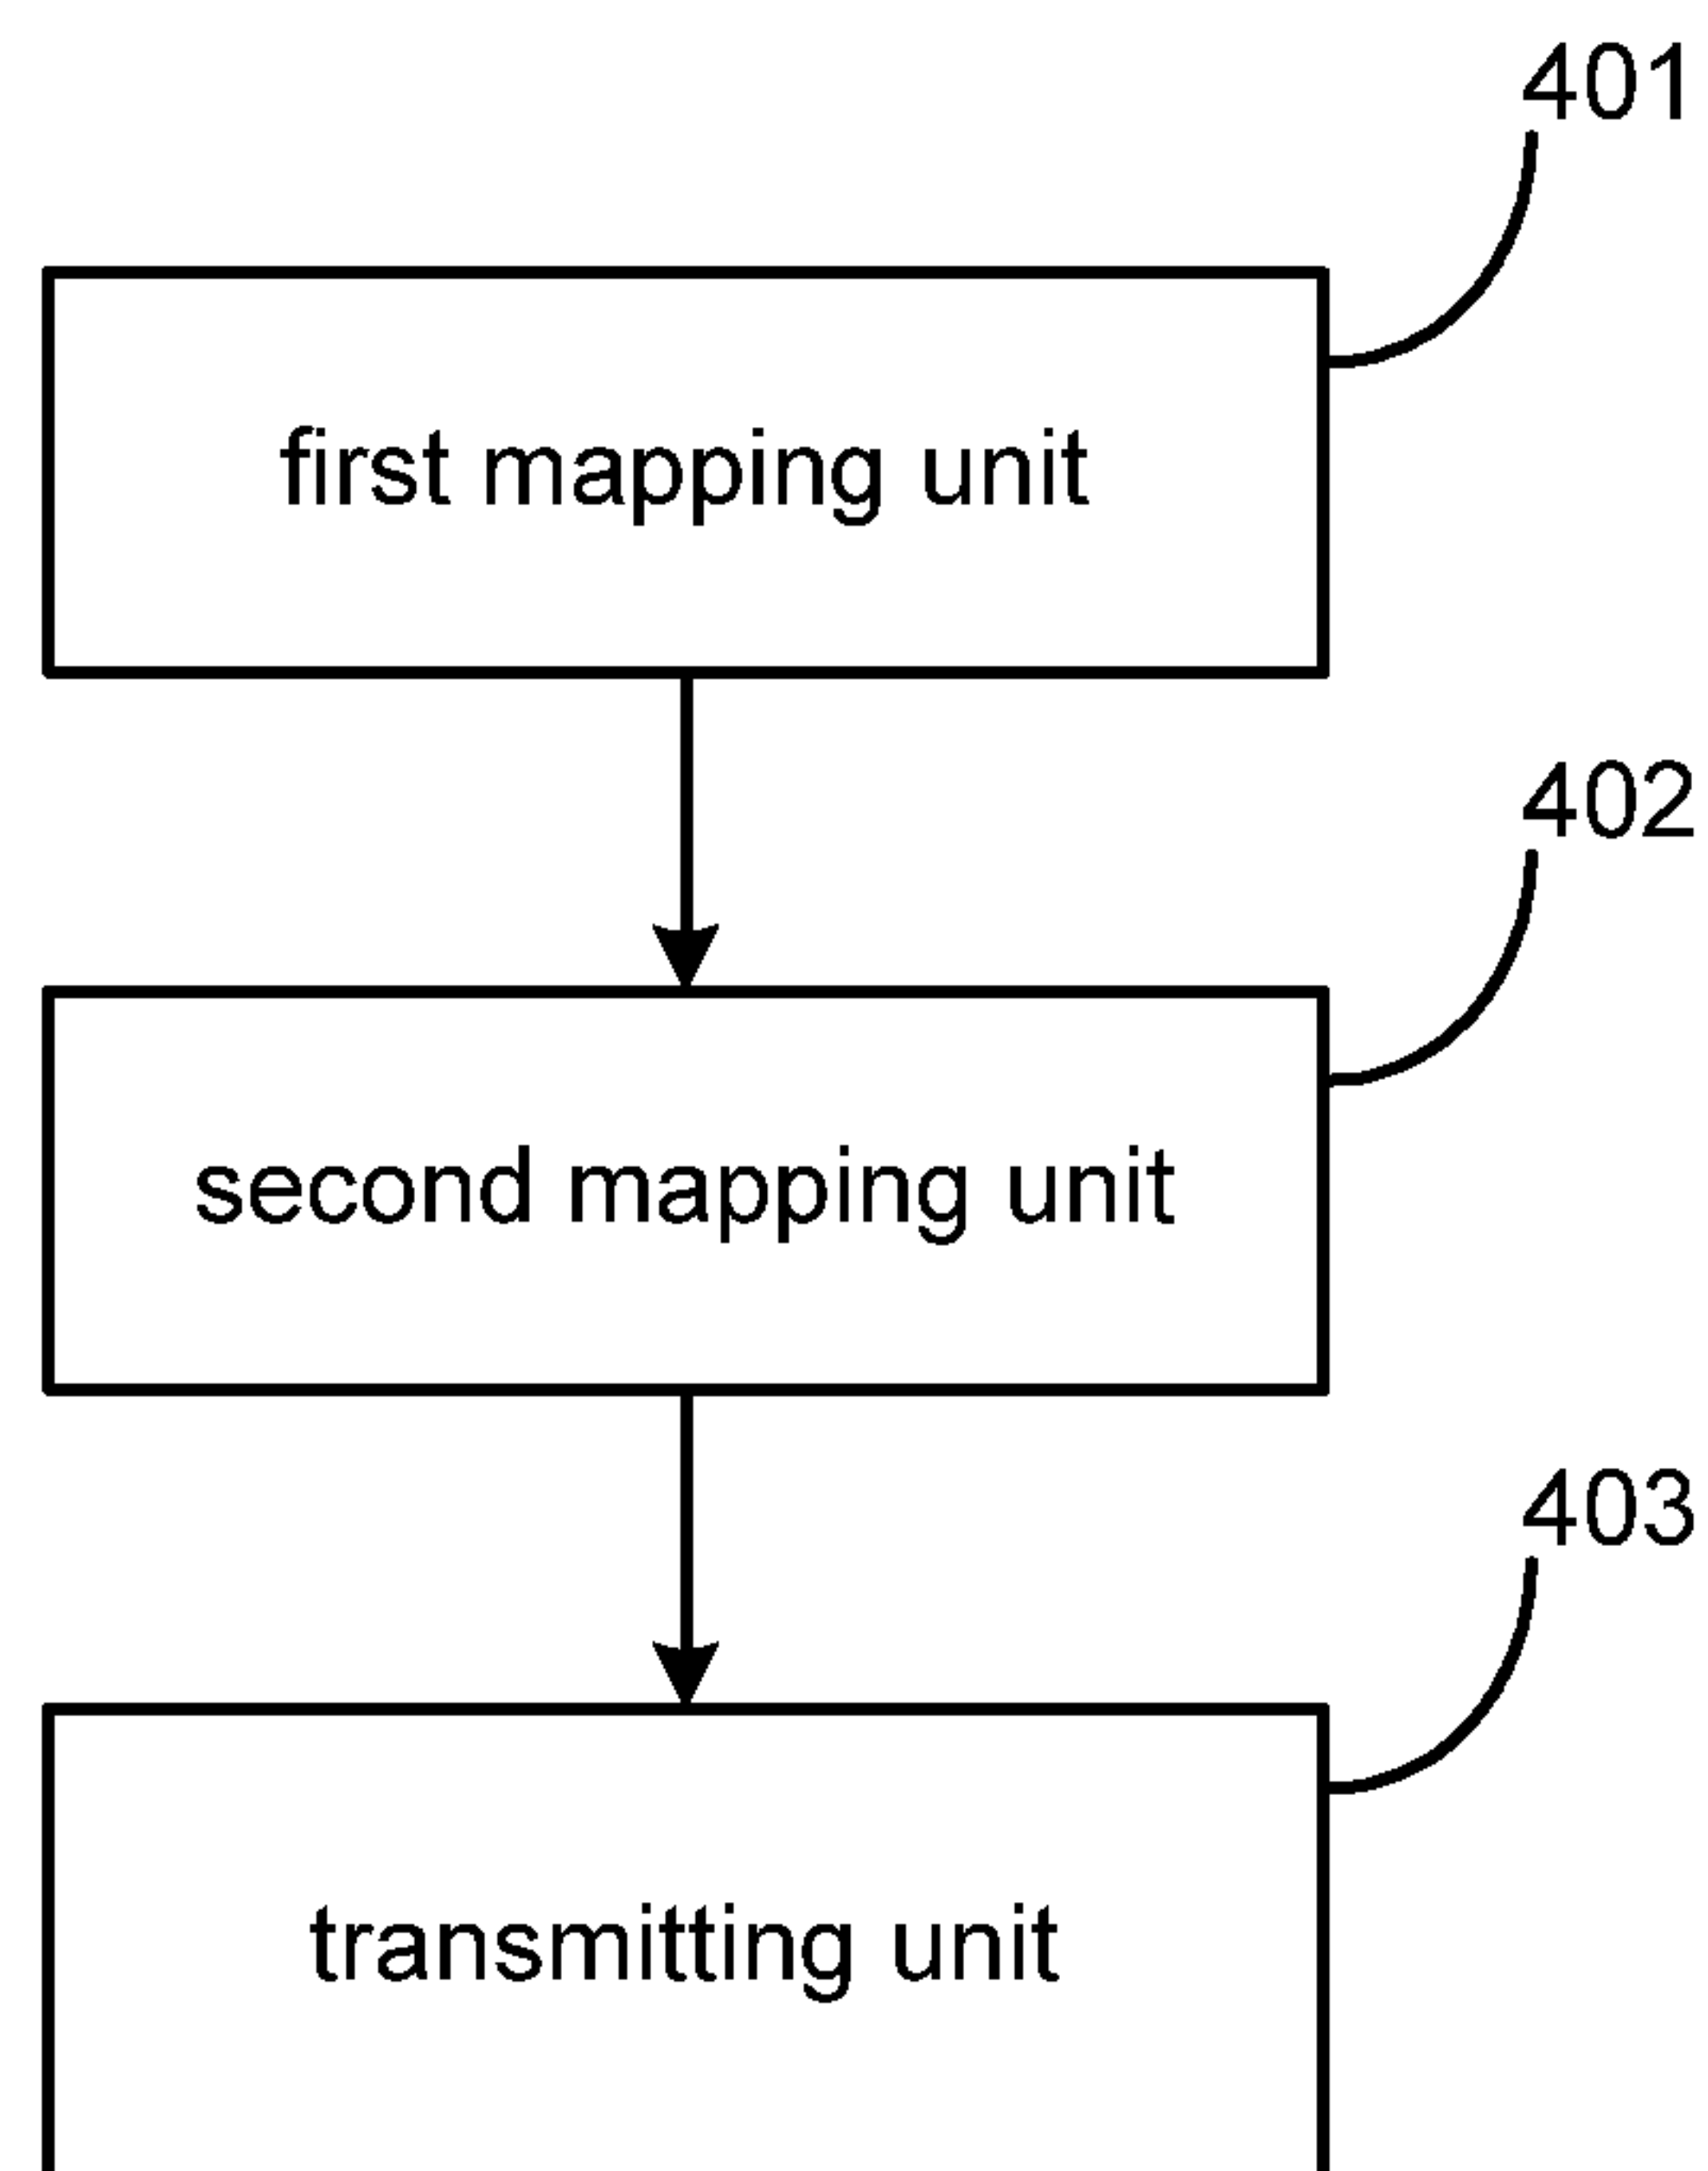 401
first mapping unit
402
second mapping unit
403
transmitting unit